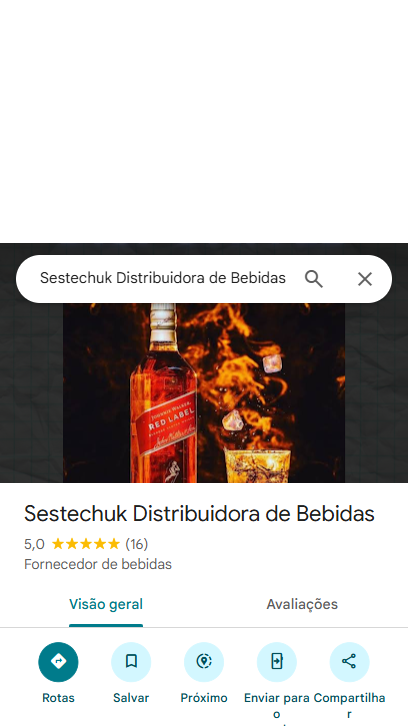 Sestechuk Distribuidora de Bebidas
JOHNNIE WALKER
RED LABEL
Sestechuk Distribuidora de Bebidas
5,0 ★★★★★ (16)
Fornecedor de bebidas
Visão geral Avaliações
Rotas Salvar Próximo Enviar para o Compartilhar